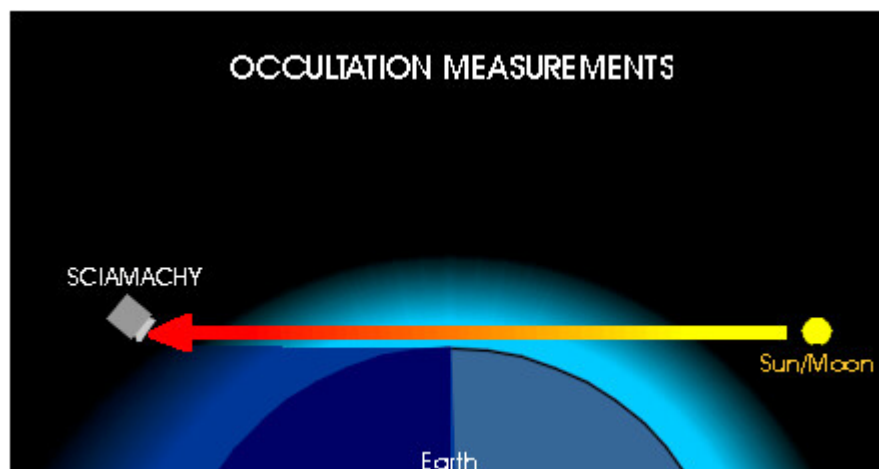 OCCULTATION MEASUREMENTS
SCIAMACHY
Sun/Moon
Earth